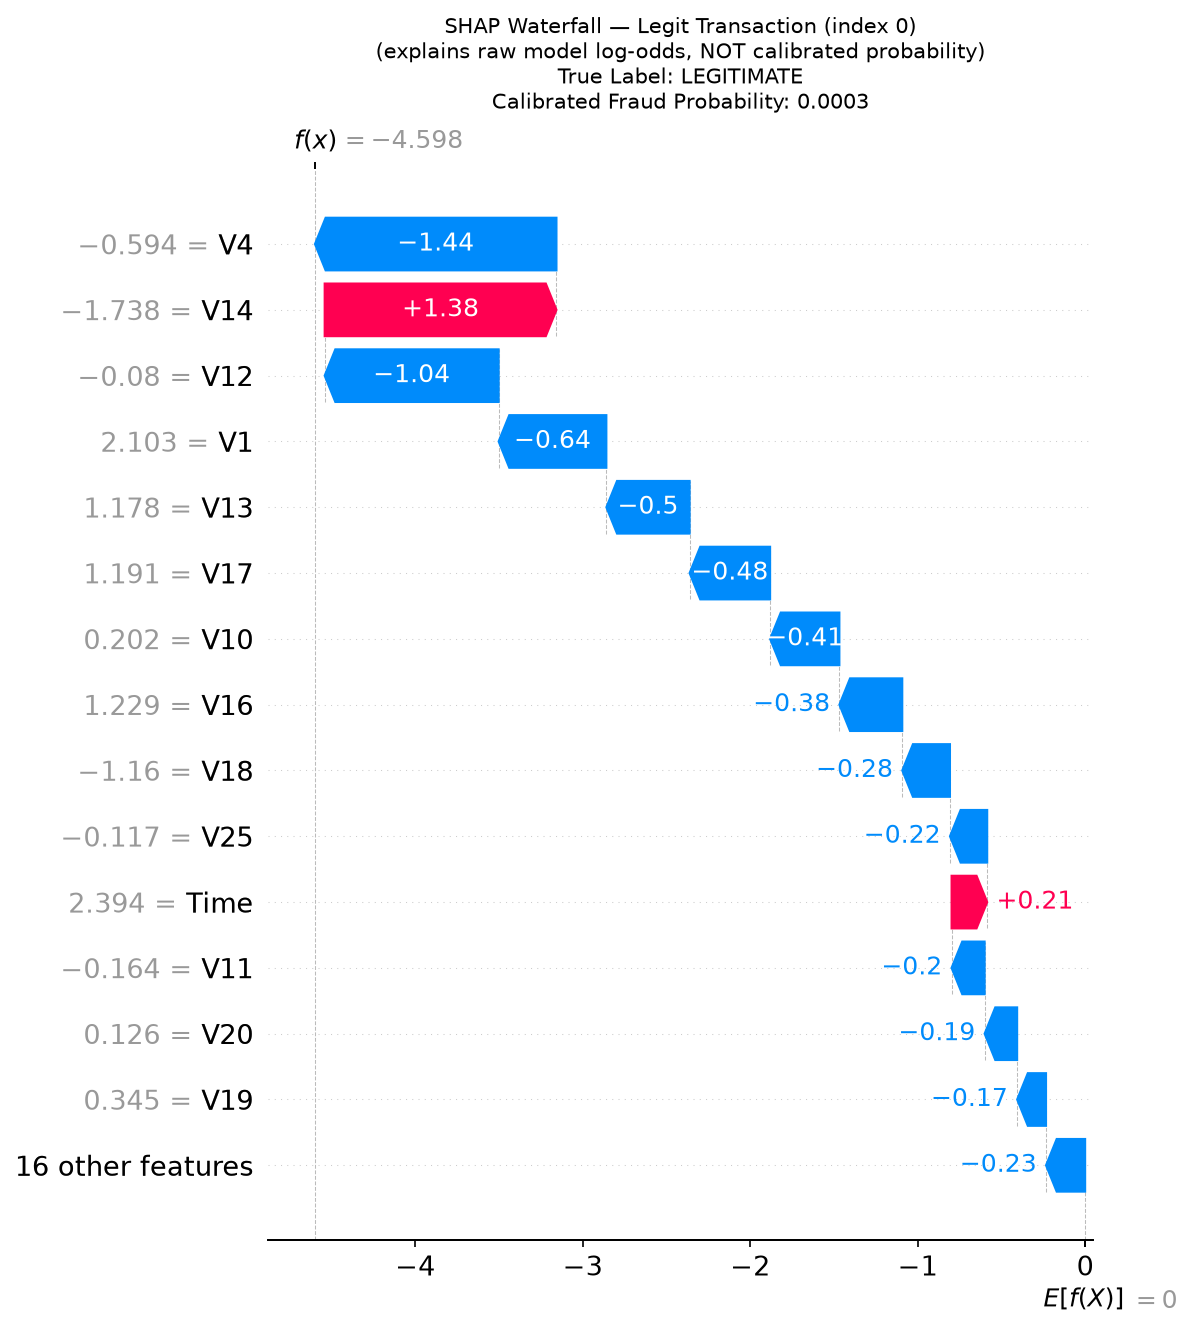 SHAP Waterfall — Legit Transaction (index 0)
(explains raw model log-odds, NOT calibrated probability)
True Label: LEGITIMATE
Calibrated Fraud Probability: 0.0003
f(x) = −4.598
−0.594 = V4 −1.44
−1.738 = V14 +1.38
−0.08 = V12 −1.04
2.103 = V1 −0.64
1.178 = V13 −0.5
1.191 = V17 −0.48
0.202 = V10 −0.41
1.229 = V16 −0.38
−1.16 = V18 −0.28
−0.117 = V25 −0.22
2.394 = Time +0.21
−0.164 = V11 −0.2
0.126 = V20 −0.19
0.345 = V19 −0.17
16 other features −0.23
−4 −3 −2 −1 0
E[f(X)] = 0